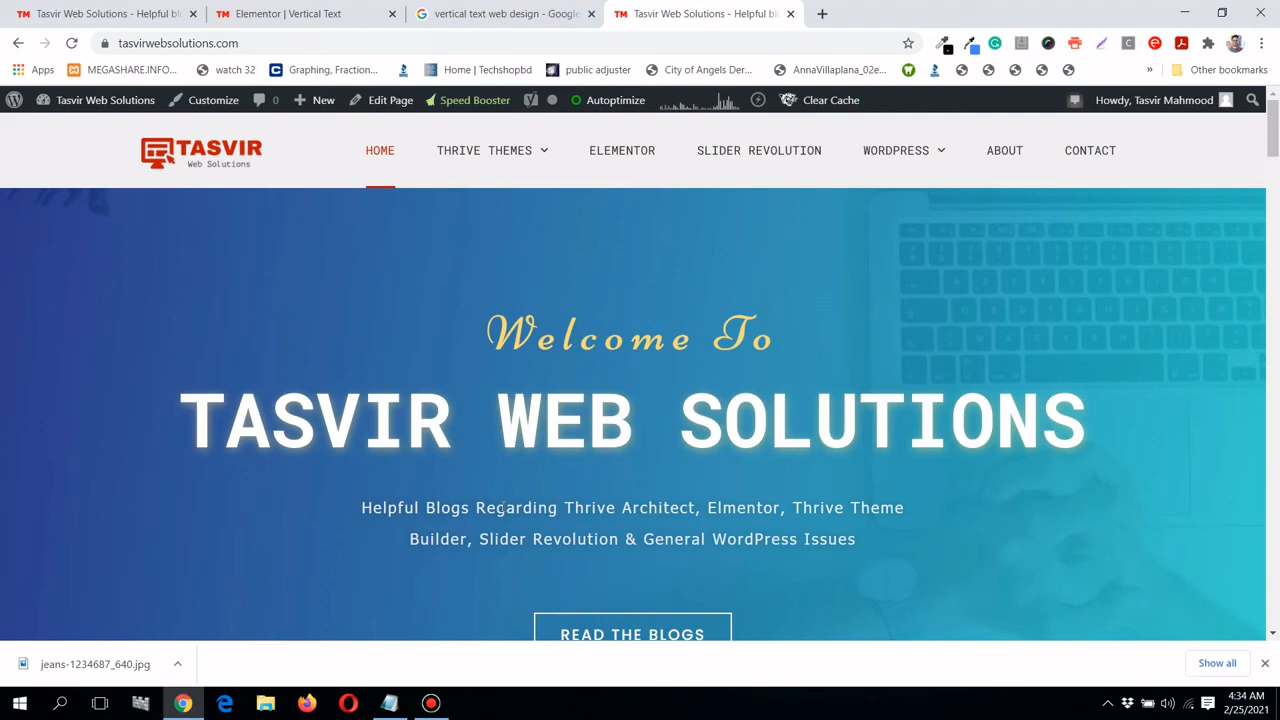 Tasvir Web Solutions - Helpful bl
Elementor | Vertical Text
vertical text web design - Google
Tasvir Web Solutions - Helpful bl
tasvirwebsolutions.com
Apps
MEGASHARE.INFO...
watch 32
Graphing, Fraction...
Home | Techshopbd
public adjuster
City of Angels Der...
AnnaVillaplana_02e...
Other bookmarks
Tasvir Web Solutions
Customize
0
New
Edit Page
Speed Booster
Autoptimize
Clear Cache
Howdy, Tasvir Mahmood
TASVIR
Web Solutions
HOME
THRIVE THEMES
ELEMENTOR
SLIDER REVOLUTION
WORDPRESS
ABOUT
CONTACT
Welcome To
TASVIR WEB SOLUTIONS
Helpful Blogs Regarding Thrive Architect, Elmentor, Thrive Theme
Builder, Slider Revolution & General WordPress Issues
READ THE BLOGS
jeans-1234687_640.jpg
Show all
4:34 AM
2/25/2021